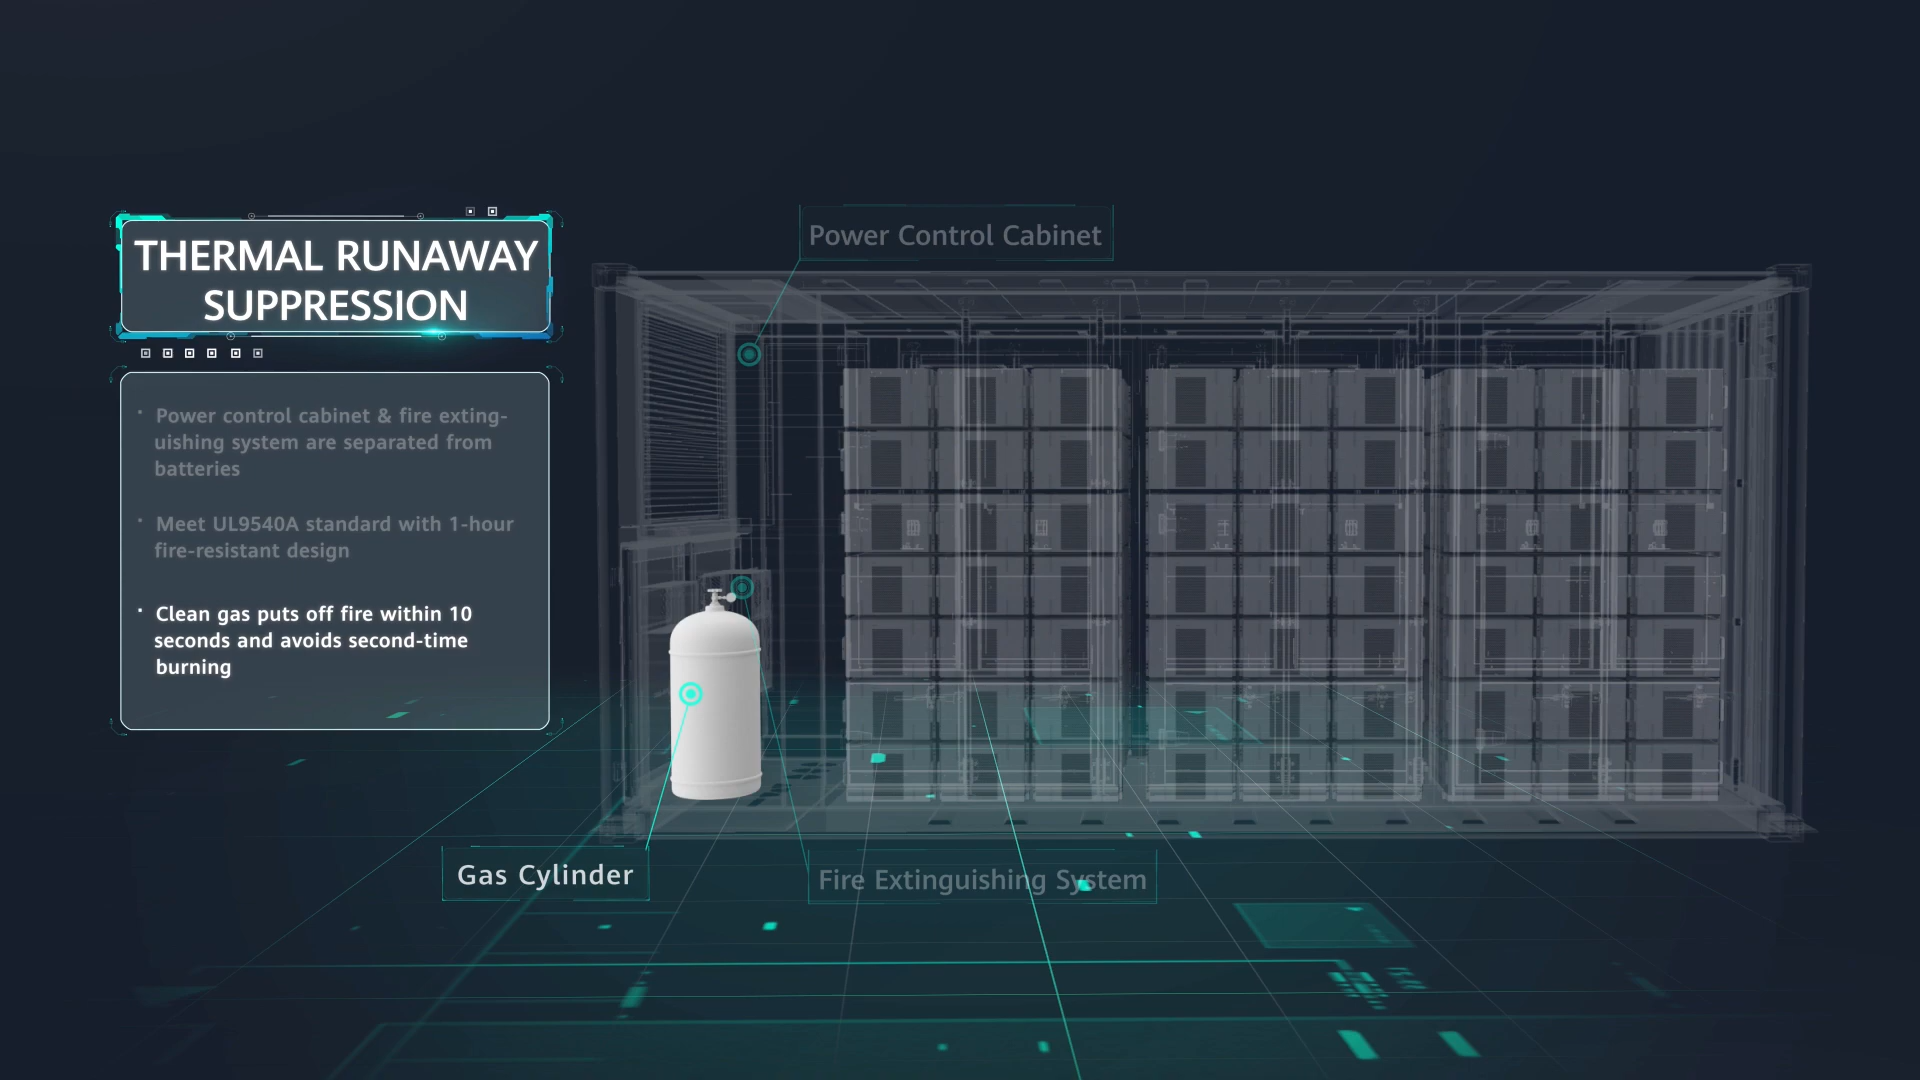 THERMAL RUNAWAY
SUPPRESSION
Power Control Cabinet
· Power control cabinet & fire exting-
uishing system are separated from
batteries
· Meet UL9540A standard with 1-hour
fire-resistant design
· Clean gas puts off fire within 10
seconds and avoids second-time
burning
Gas Cylinder
Fire Extinguishing System